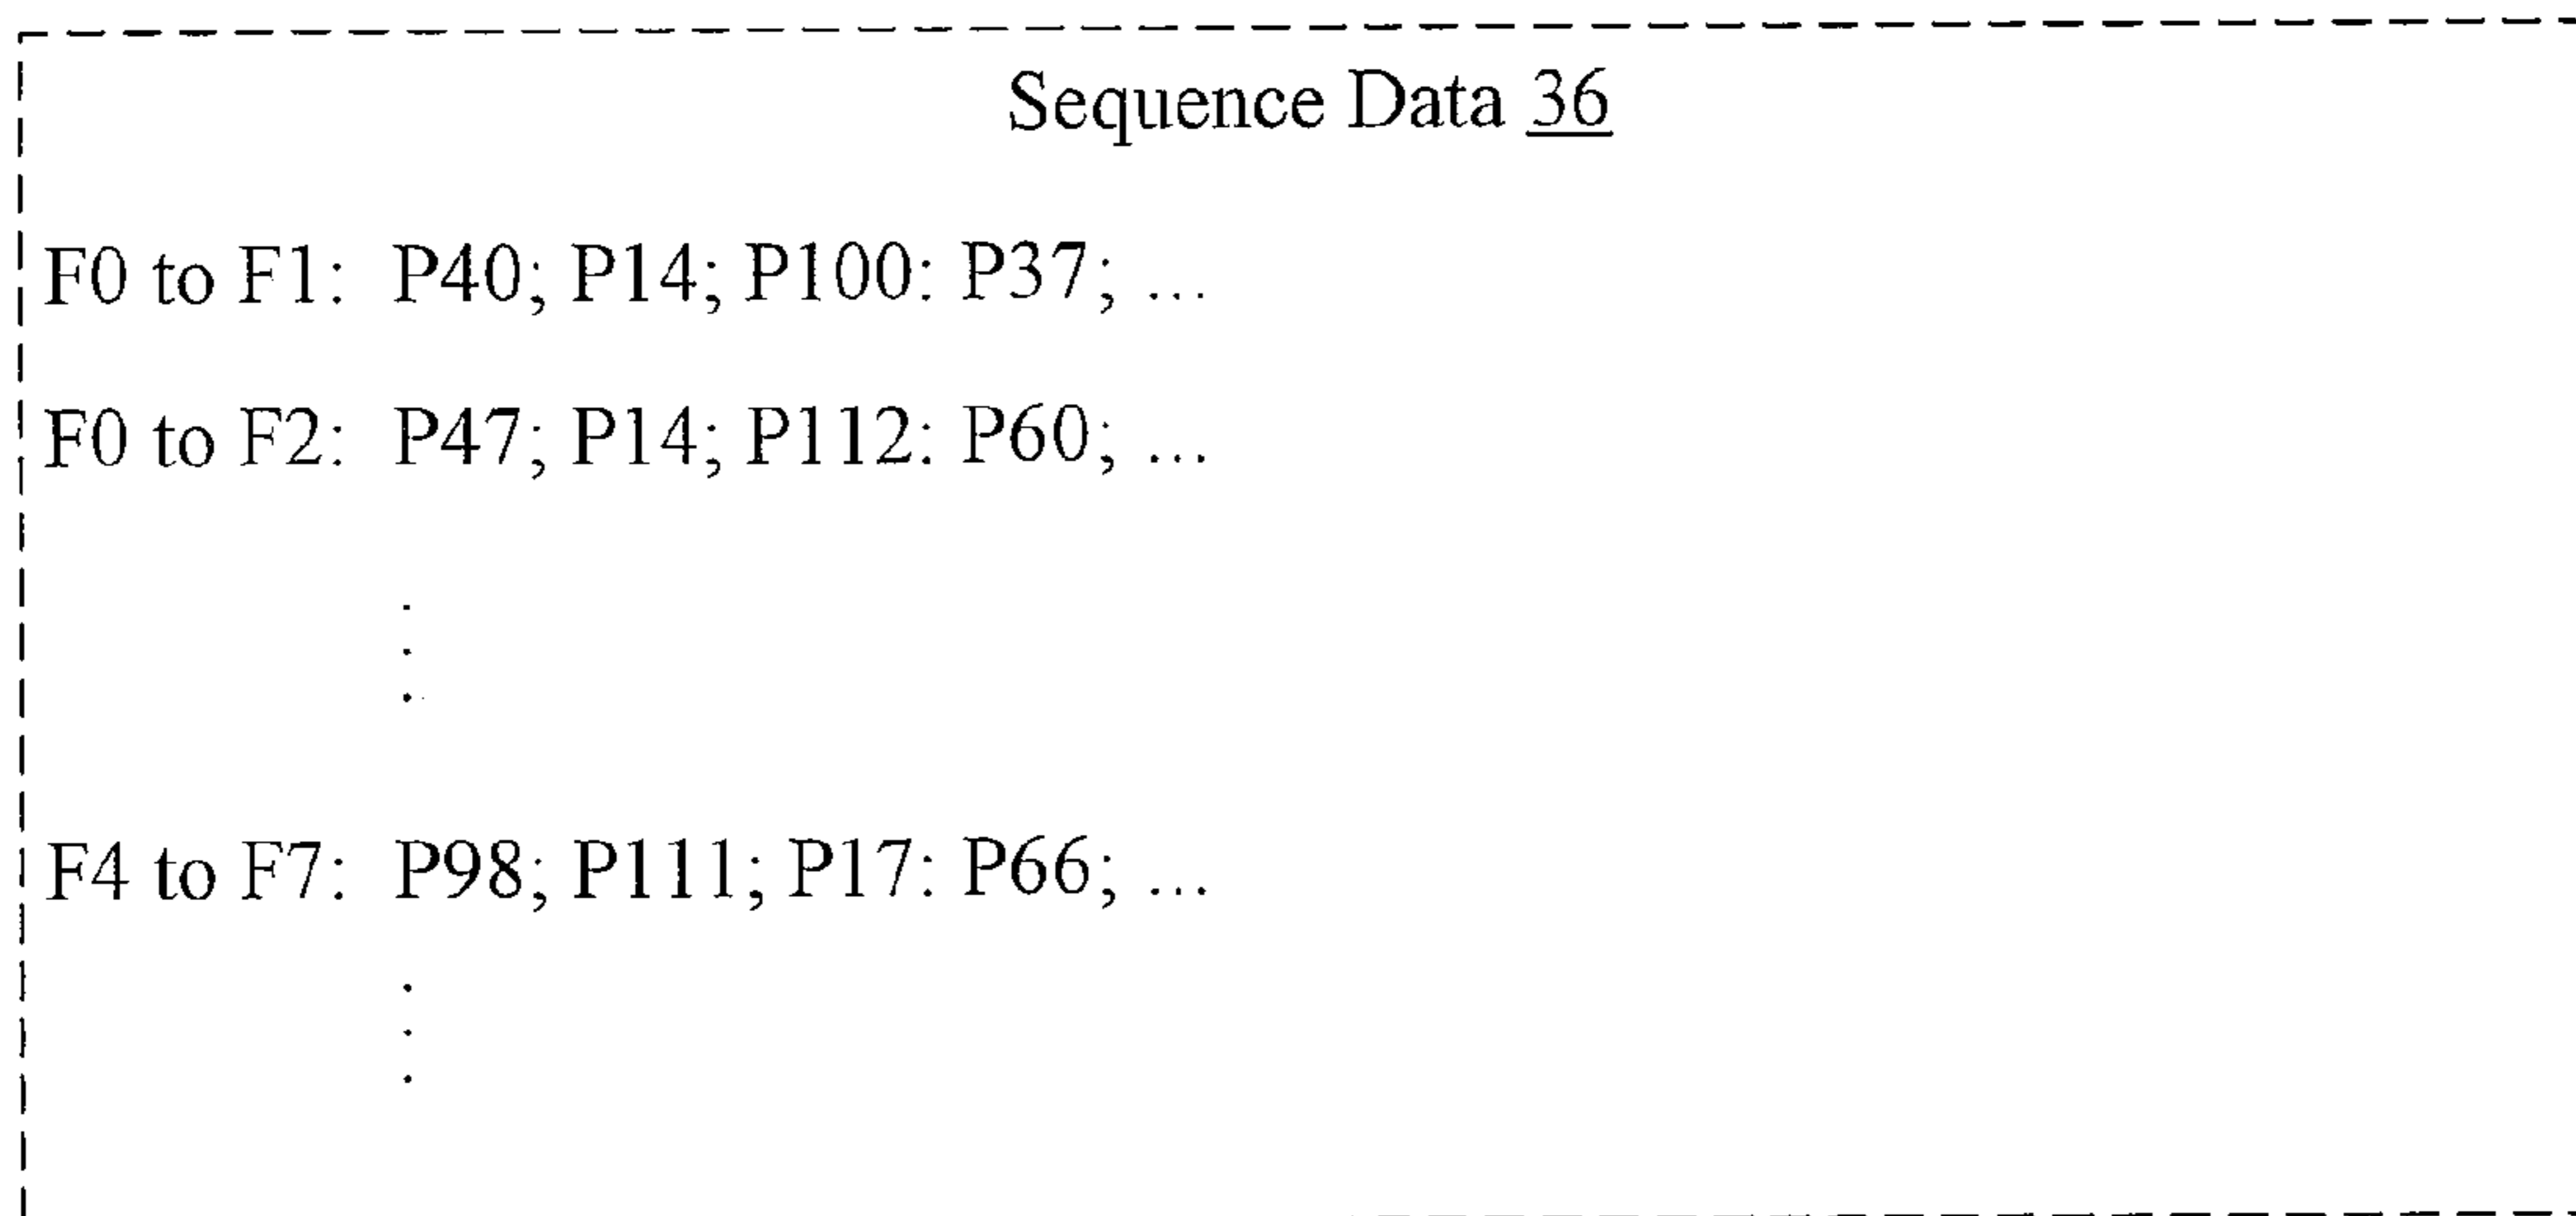 Sequence Data 36
F0 to F1: P40; P14; P100: P37; ...
F0 to F2: P47; P14; P112: P60; ...
.
.
.
F4 to F7: P98; P111; P17: P66; ...
.
.
.